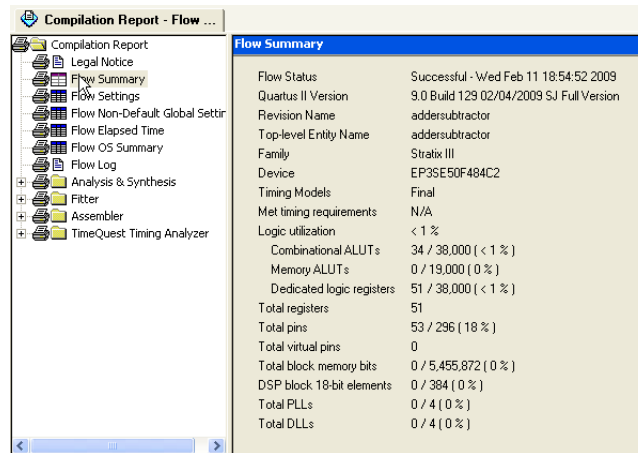 Compilation Report - Flow ...
Compilation Report
Legal Notice
Flow Summary
Flow Settings
Flow Non-Default Global Settir
Flow Elapsed Time
Flow OS Summary
Flow Log
Analysis & Synthesis
Fitter
Assembler
TimeQuest Timing Analyzer
Flow Summary
Flow Status Successful - Wed Feb 11 18:54:52 2009
Quartus II Version 9.0 Build 129 02/04/2009 SJ Full Version
Revision Name addersubtractor
Top-level Entity Name addersubtractor
Family Stratix III
Device EP3SE50F484C2
Timing Models Final
Met timing requirements N/A
Logic utilization < 1 %
Combinational ALUTs 34 / 38,000 ( < 1 % )
Memory ALUTs 0 / 19,000 ( 0 % )
Dedicated logic registers 51 / 38,000 ( < 1 % )
Total registers 51
Total pins 53 / 296 ( 18 % )
Total virtual pins 0
Total block memory bits 0 / 5,455,872 ( 0 % )
DSP block 18-bit elements 0 / 384 ( 0 % )
Total PLLs 0 / 4 ( 0 % )
Total DLLs 0 / 4 ( 0 % )